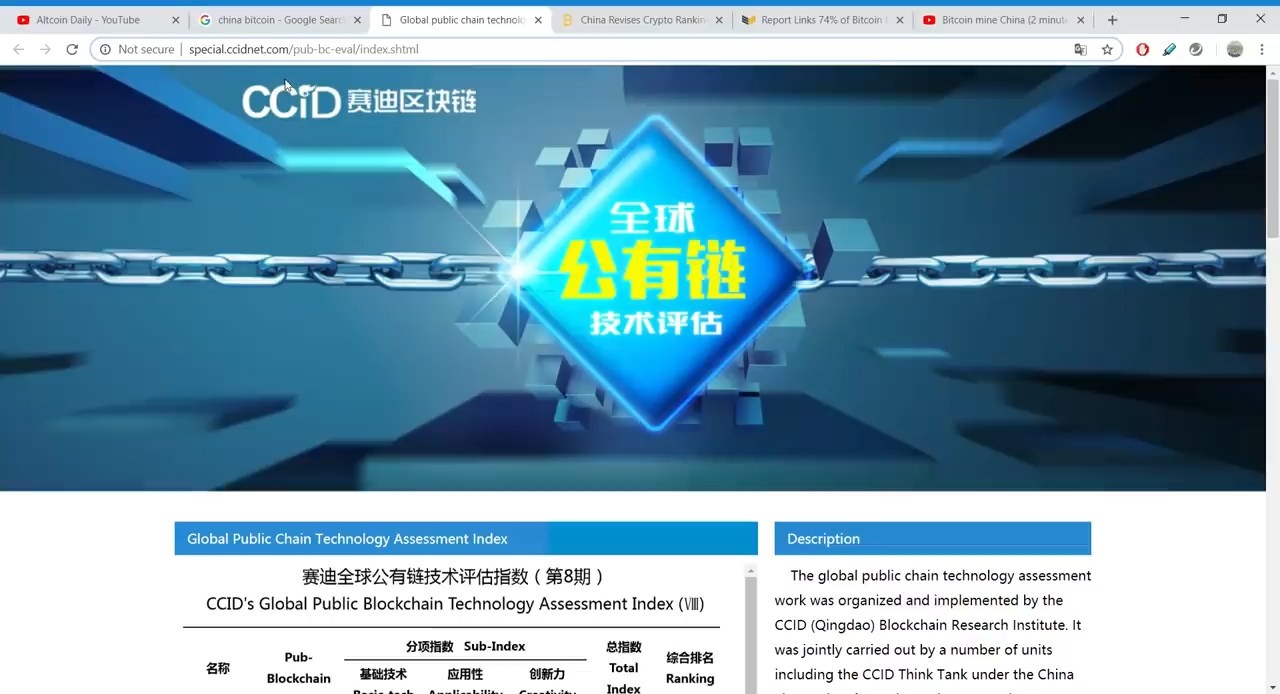 Altcoin Daily - YouTube
china bitcoin - Google Searc
Global public chain technolo
China Revises Crypto Rankin
Report Links 74% of Bitcoin
Bitcoin mine China (2 minut
Not secure
special.ccidnet.com/pub-bc-eval/index.shtml
CCiD 赛迪区块链
全球
公有链
技术评估
Global Public Chain Technology Assessment Index
赛迪全球公有链技术评估指数（第8期）
CCID's Global Public Blockchain Technology Assessment Index (Ⅷ)
名称
Pub-
Blockchain
分项指数 Sub-Index
基础技术
Basic-tech
应用性
Applicability
创新力
Creativity
总指数
Total
Index
综合排名
Ranking
Description
The global public chain technology assessment
work was organized and implemented by the
CCID (Qingdao) Blockchain Research Institute. It
was jointly carried out by a number of units
including the CCID Think Tank under the China